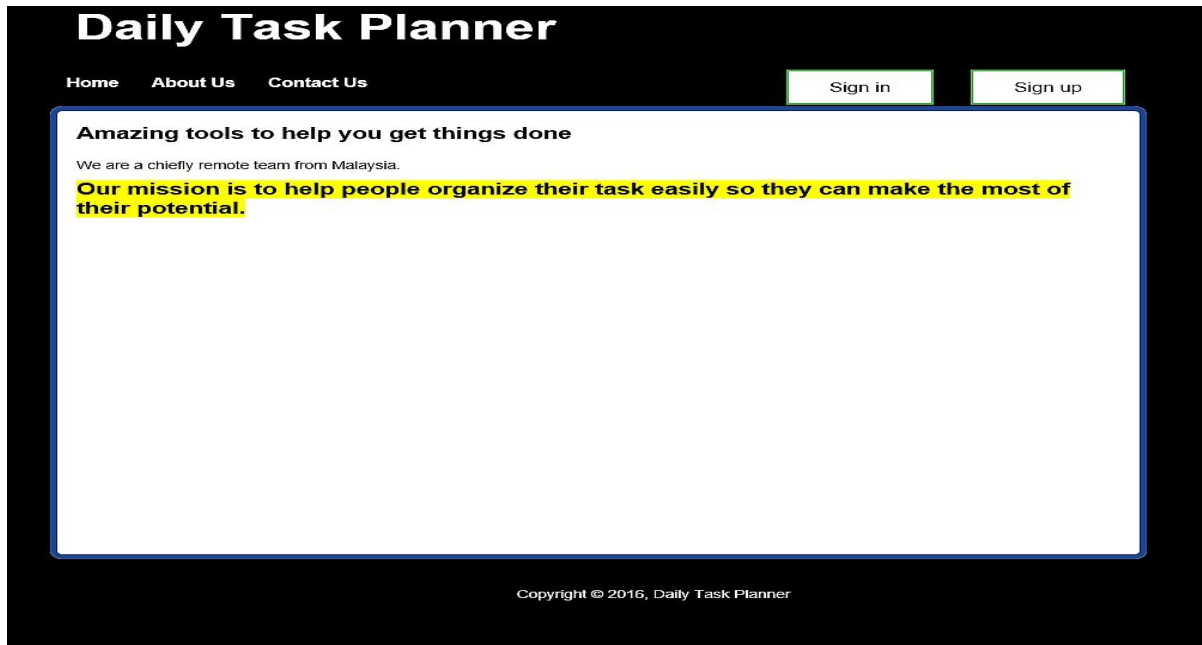 Daily Task Planner
Home About Us Contact Us Sign in Sign up
Amazing tools to help you get things done
We are a chiefly remote team from Malaysia.
Our mission is to help people organize their task easily so they can make the most of
their potential.
Copyright © 2016, Daily Task Planner